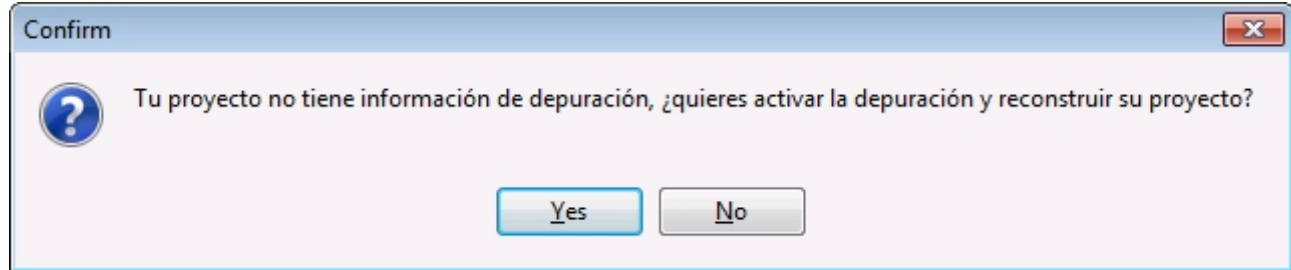 Confirm
Tu proyecto no tiene información de depuración, ¿quieres activar la depuración y reconstruir su proyecto?
Yes
No